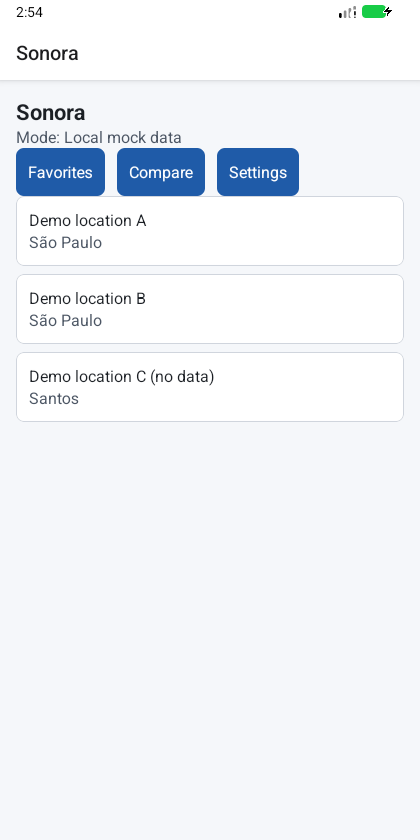 2:54
Sonora
Sonora
Mode: Local mock data
Favorites Compare Settings
Demo location A
São Paulo
Demo location B
São Paulo
Demo location C (no data)
Santos